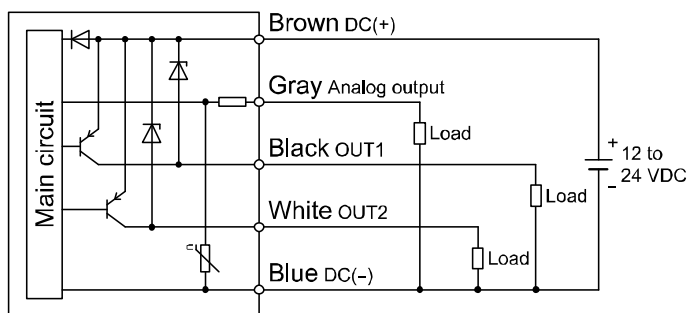 Brown DC(+)
Main circuit
Gray Analog output
Load
Black OUT1
+
12 to
24 VDC
-
Load
White OUT2
Load
Blue DC(−)